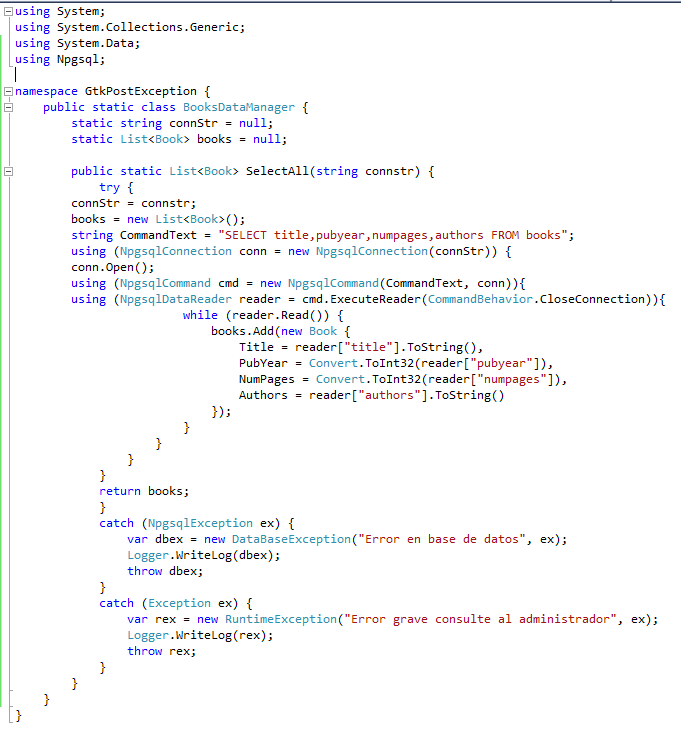 using System;
using System.Collections.Generic;
using System.Data;
using Npgsql;

namespace GtkPostException {
    public static class BooksDataManager {
        static string connStr = null;
        static List<Book> books = null;

        public static List<Book> SelectAll(string connstr) {
            try {
        connStr = connstr;
        books = new List<Book>();
        string CommandText = "SELECT title,pubyear,numpages,authors FROM books";
        using (NpgsqlConnection conn = new NpgsqlConnection(connStr)) {
        conn.Open();
        using (NpgsqlCommand cmd = new NpgsqlCommand(CommandText, conn)){
        using (NpgsqlDataReader reader = cmd.ExecuteReader(CommandBehavior.CloseConnection)){
                        while (reader.Read()) {
                            books.Add(new Book {
                                Title = reader["title"].ToString(),
                                PubYear = Convert.ToInt32(reader["pubyear"]),
                                NumPages = Convert.ToInt32(reader["numpages"]),
                                Authors = reader["authors"].ToString()
                            });
                        }
                    }
                }
            }
            return books;
            }
            catch (NpgsqlException ex) {
                var dbex = new DataBaseException("Error en base de datos", ex);
                Logger.WriteLog(dbex);
                throw dbex;
            }
            catch (Exception ex) {
                var rex = new RuntimeException("Error grave consulte al administrador", ex);
                Logger.WriteLog(rex);
                throw rex;
            }
        }
    }
}